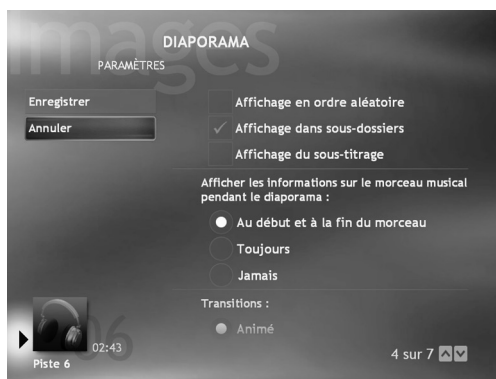 images
DIAPORAMA
PARAMÈTRES
Enregistrer
Annuler
Affichage en ordre aléatoire
Affichage dans sous-dossiers
Affichage du sous-titrage
Afficher les informations sur le morceau musical
pendant le diaporama :
Au début et à la fin du morceau
Toujours
Jamais
Transitions :
Animé
06
02:43
Piste 6
4 sur 7